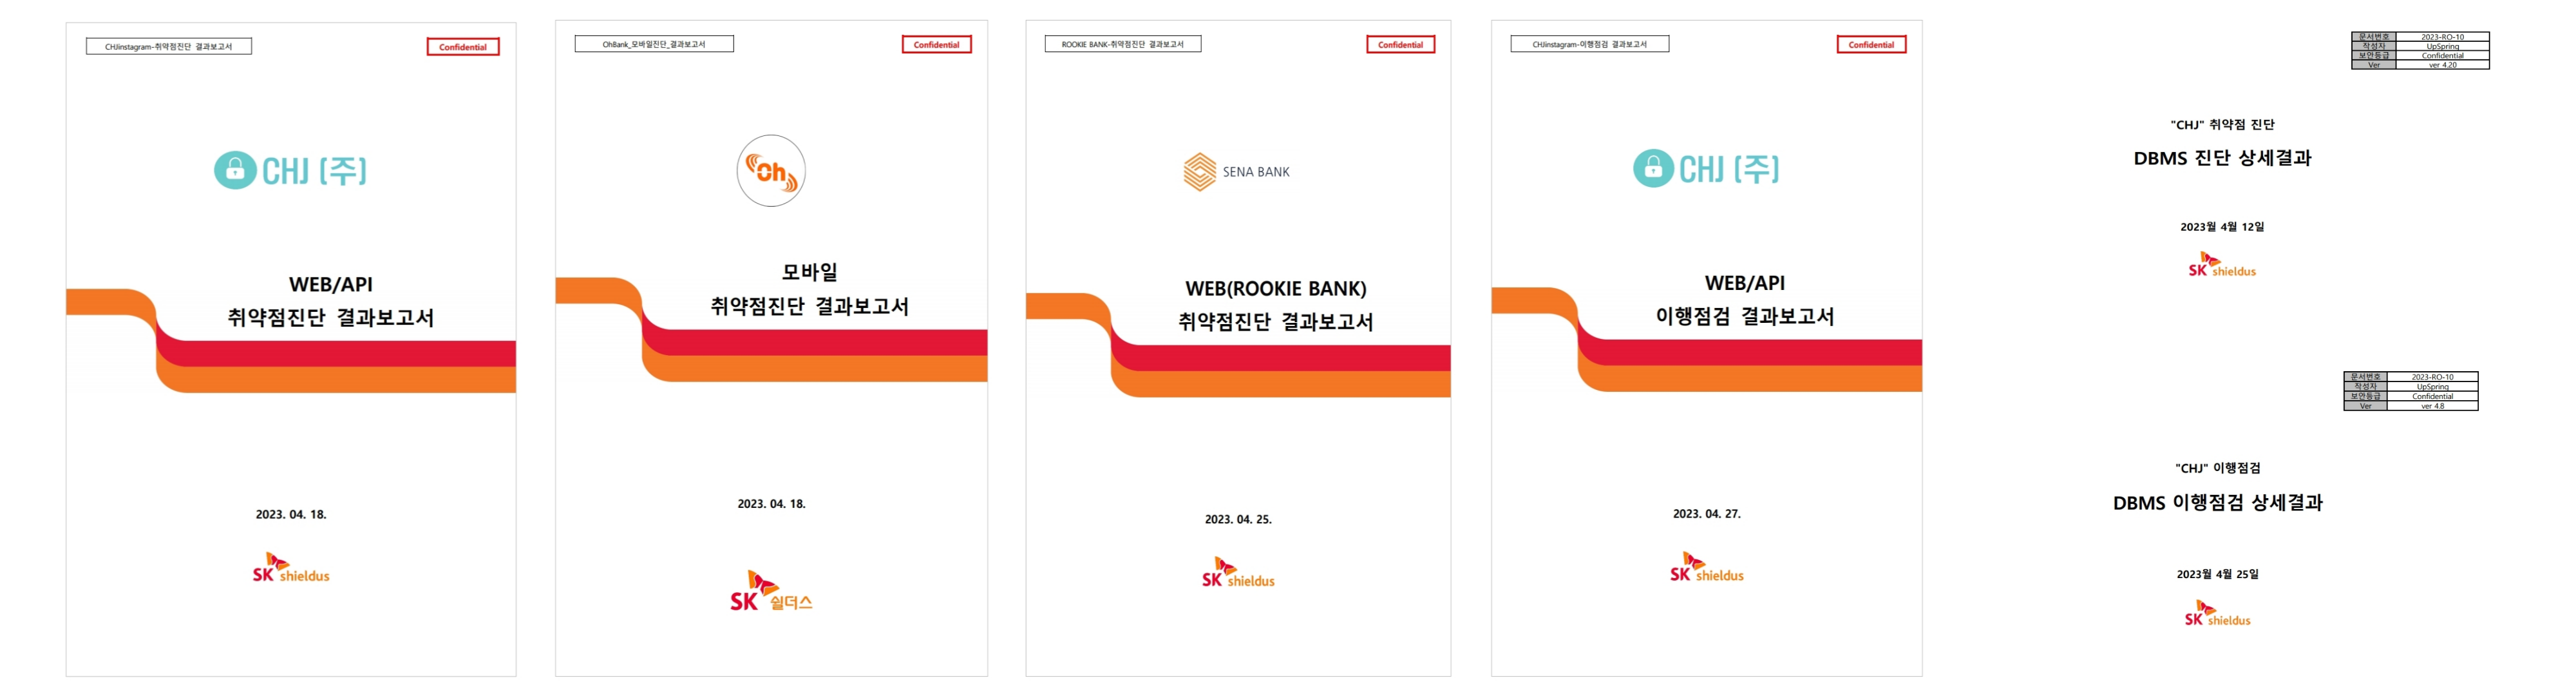 CHJinstagram-취약점진단 결과보고서
Confidential
CHJ (주)
WEB/API
취약점진단 결과보고서
2023. 04. 18.
SK shieldus
OhBank_모바일진단_결과보고서
Confidential
Oh
모바일
취약점진단 결과보고서
2023. 04. 18.
SK 쉴더스
ROOKIE BANK-취약점진단 결과보고서
Confidential
SENA BANK
WEB(ROOKIE BANK)
취약점진단 결과보고서
2023. 04. 25.
SK shieldus
CHJinstagram-이행점검 결과보고서
Confidential
CHJ (주)
WEB/API
이행점검 결과보고서
2023. 04. 27.
SK shieldus
문서번호 2023-RO-10
작성자 UpSpring
보안등급 Confidential
Ver ver 4.20
"CHJ" 취약점 진단
DBMS 진단 상세결과
2023월 4월 12일
SK shieldus
문서번호 2023-RO-10
작성자 UpSpring
보안등급 Confidential
Ver ver 4.8
"CHJ" 이행점검
DBMS 이행점검 상세결과
2023월 4월 25일
SK shieldus